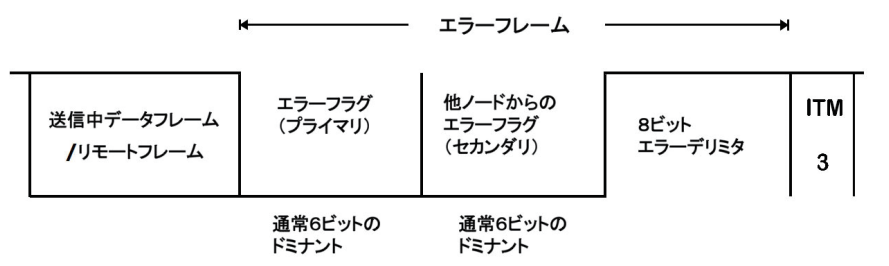 エラーフレーム
送信中データフレーム
/リモートフレーム
エラーフラグ
(プライマリ)
他ノードからの
エラーフラグ
(セカンダリ)
8ビット
エラーデリミタ
ITM
3
通常6ビットの
ドミナント
通常6ビットの
ドミナント